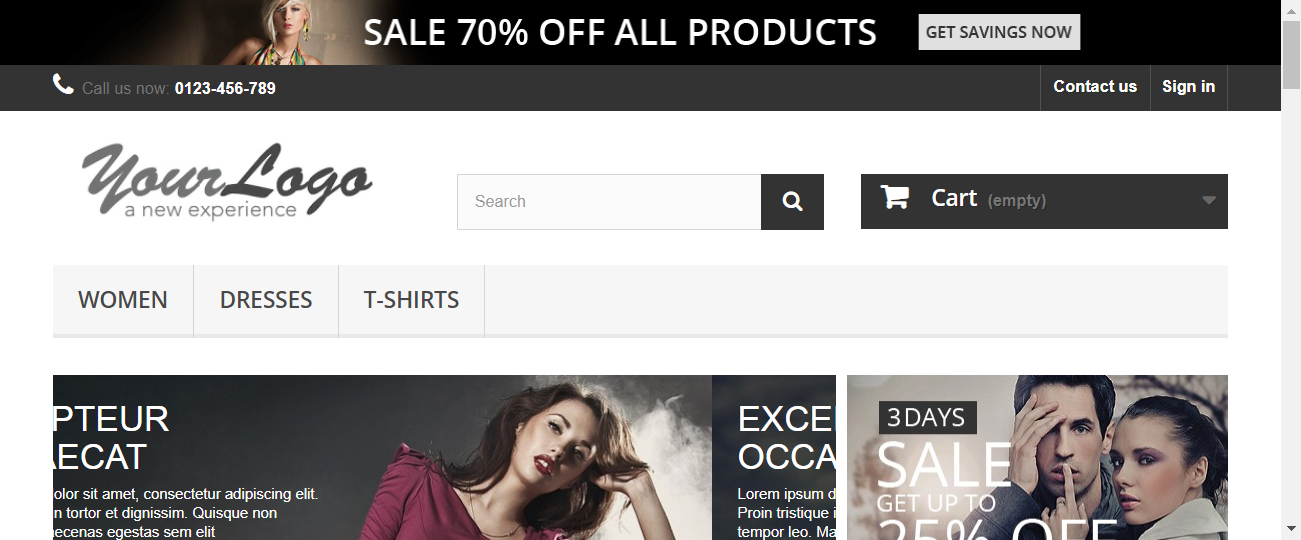 SALE 70% OFF ALL PRODUCTS
GET SAVINGS NOW
Call us now: 0123-456-789
Contact us
Sign in
YourLogo
a new experience
Search
Cart (empty)
WOMEN
DRESSES
T-SHIRTS
PTEUR
AECAT
olor sit amet, consectetur adipiscing elit.
n tortor et dignissim. Quisque non
ecenas egestas sem elit
EXCE
OCCA
Lorem ipsum d
Proin tristique i
tempor leo. Ma
3 DAYS
SALE
GET UP TO
25% OFF